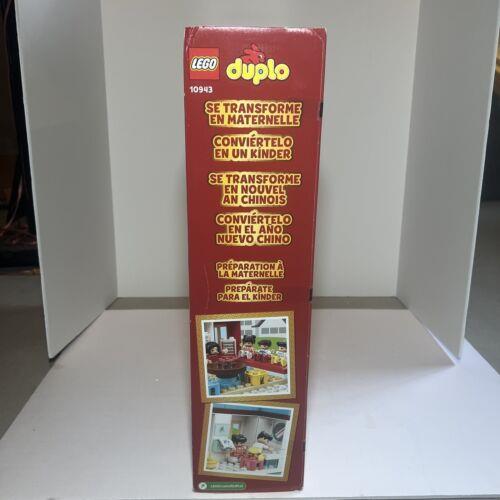 LEGO duplo
10943
SE TRANSFORME
EN MATERNELLE
CONVIÉRTELO
EN UN KÍNDER
SE TRANSFORME
EN NOUVEL
AN CHINOIS
CONVIÉRTELO
EN EL AÑO
NUEVO CHINO
PRÉPARATION À
LA MATERNELLE
PREPÁRATE
PARA EL KÍNDER